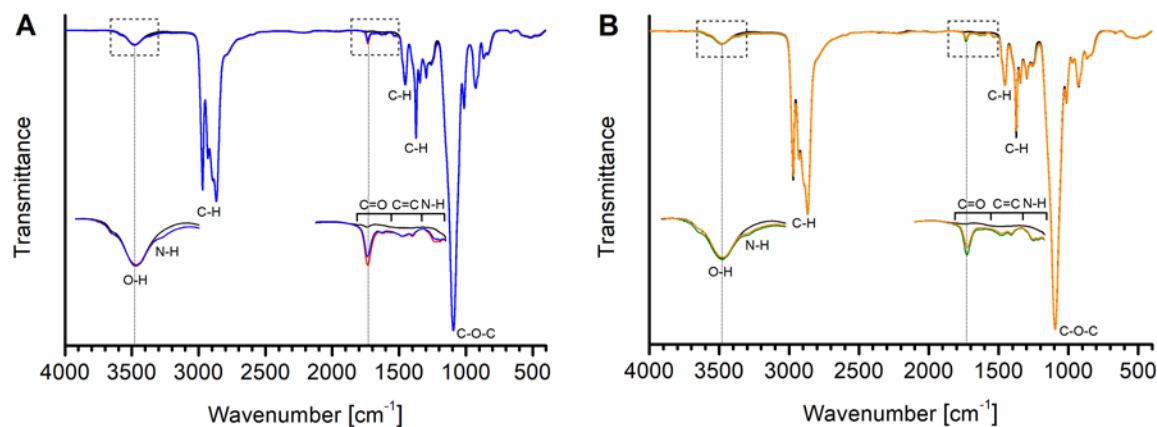 A
Transmittance
C-H
C-H
C-H
C=O C=C N-H
N-H
O-H
C-O-C
4000 3500 3000 2500 2000 1500 1000 500
Wavenumber [cm⁻¹]
B
Transmittance
C-H
C-H
C-H
C=O C=C N-H
N-H
O-H
C-O-C
4000 3500 3000 2500 2000 1500 1000 500
Wavenumber [cm⁻¹]